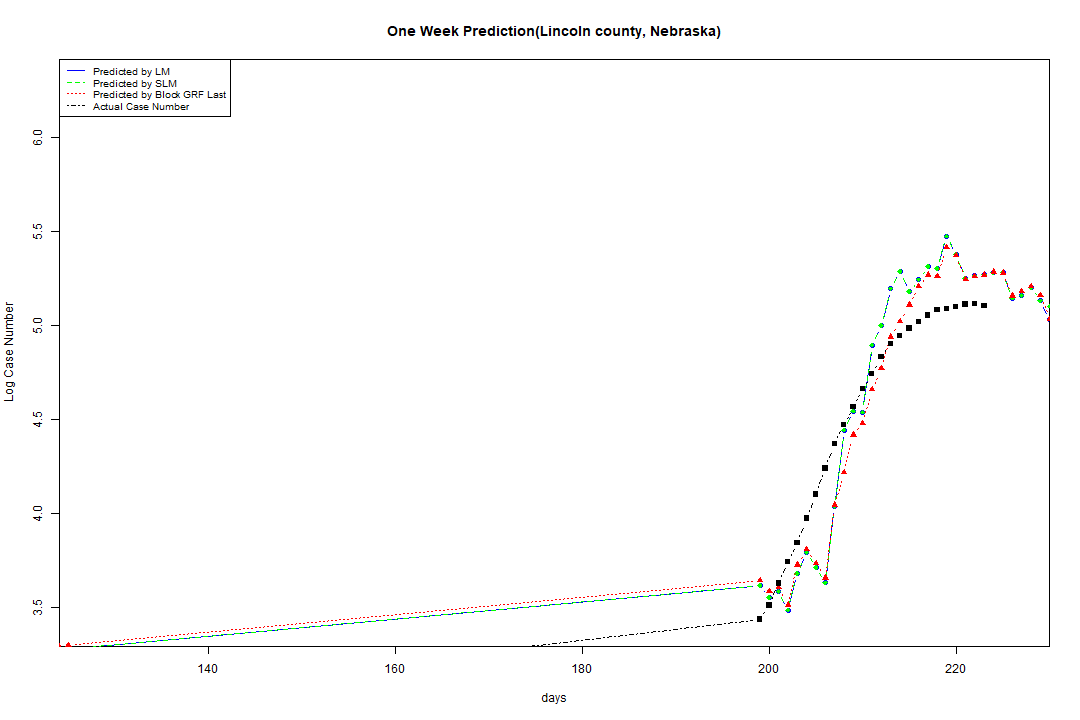 One Week Prediction(Lincoln county, Nebraska)
Predicted by LM
Predicted by SLM
Predicted by Block GRF Last
Actual Case Number
6.0
5.5
5.0
4.5
4.0
3.5
Log Case Number
140 160 180 200 220
days